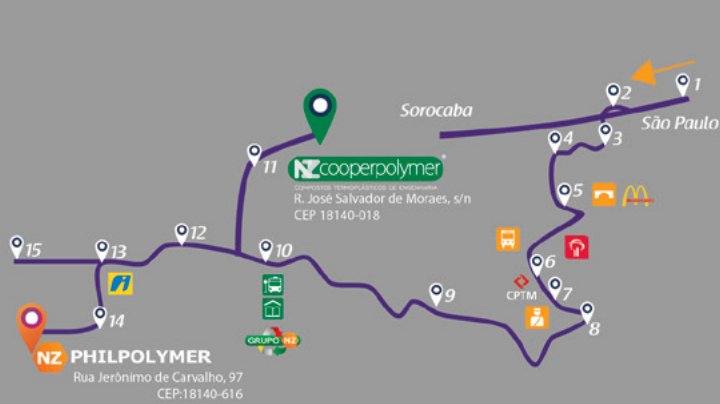 1
2
Sorocaba
São Paulo
3
4
11
NZ cooperpolymer®
COMPOSTOS TERMOPLÁSTICOS DE ENGENHARIA
R. José Salvador de Moraes, s/n
CEP 18140-018
5
12
15
13
10
6
CPTM
7
9
8
14
GRUPO NZ
NZ PHILPOLYMER
Rua Jerônimo de Carvalho, 97
CEP:18140-616